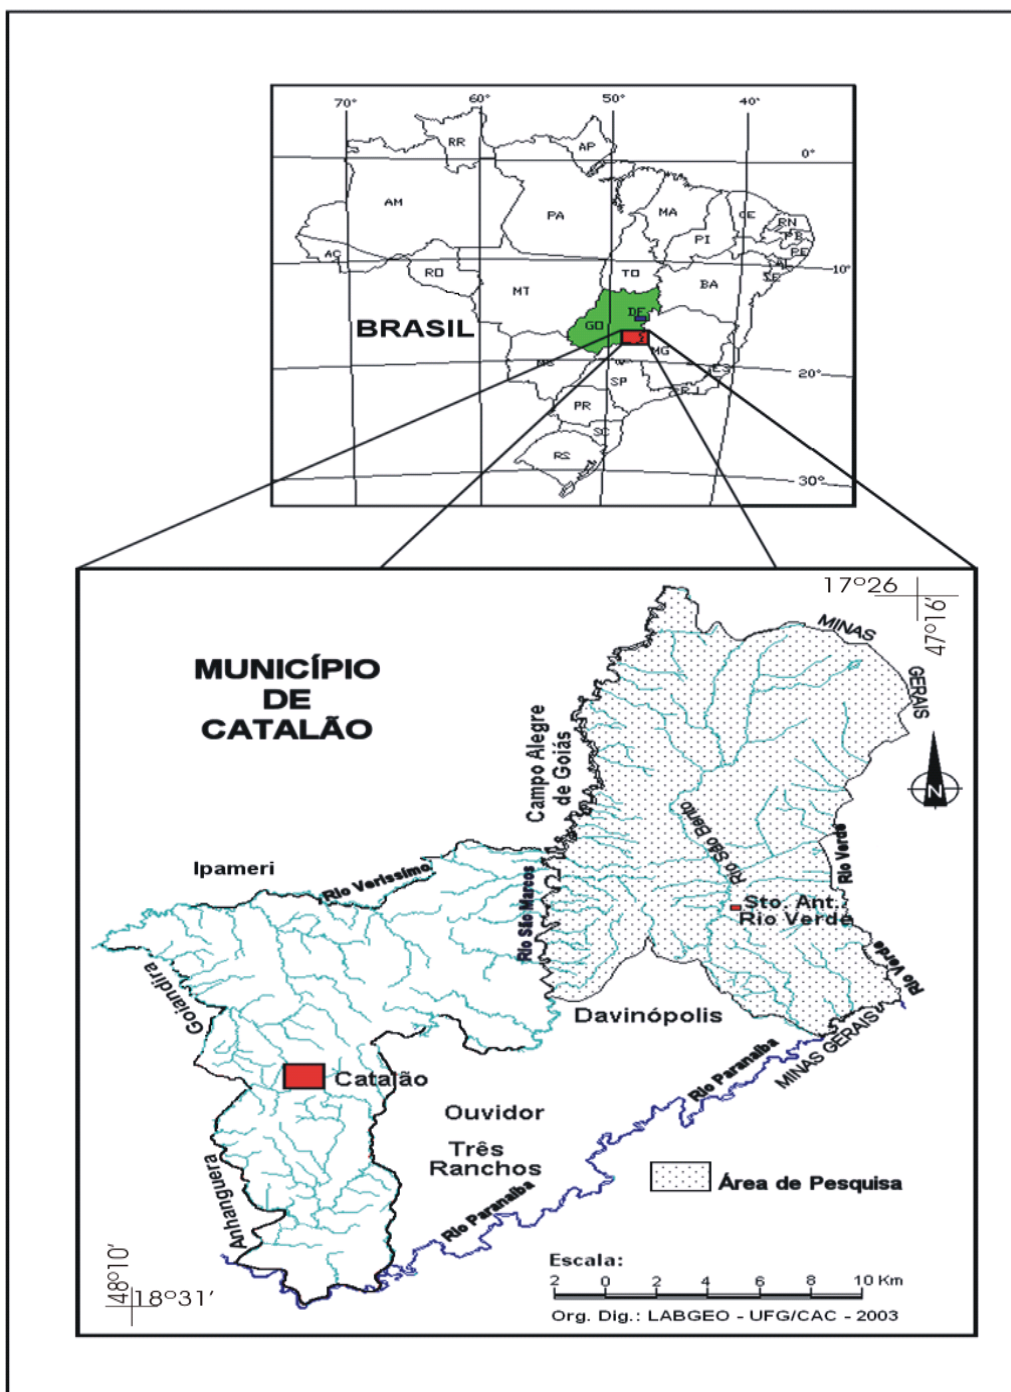 70°
60°
50°
40°
RR
AP
0°
AM
PA
MA
CE
RN
PB
PI
PE
AC
RO
TO
AL
SE
10°
MT
BA
DF
GO
BRASIL
MG
MS
ES
20°
SP
RJ
PR
SC
RS
30°
17°26
47°16'
MINAS
GERAIS
MUNICÍPIO
DE
CATALÃO
Campo Alegre
de Goiás
N
Rio São Bento
Rio Verde
Ipameri
Rio Veríssimo
Rio São Marcos
Sto. Ant.
Rio Verde
Rio Verde
Goiandira
Davinópolis
MINAS GERAIS
Rio Paranaíba
Catalão
Ouvidor
Três
Ranchos
Área de Pesquisa
Anhanguera
Rio Paranaíba
48°10'
18°31'
Escala:
2 0 2 4 6 8 10 Km
Org. Dig.: LABGEO - UFG/CAC - 2003